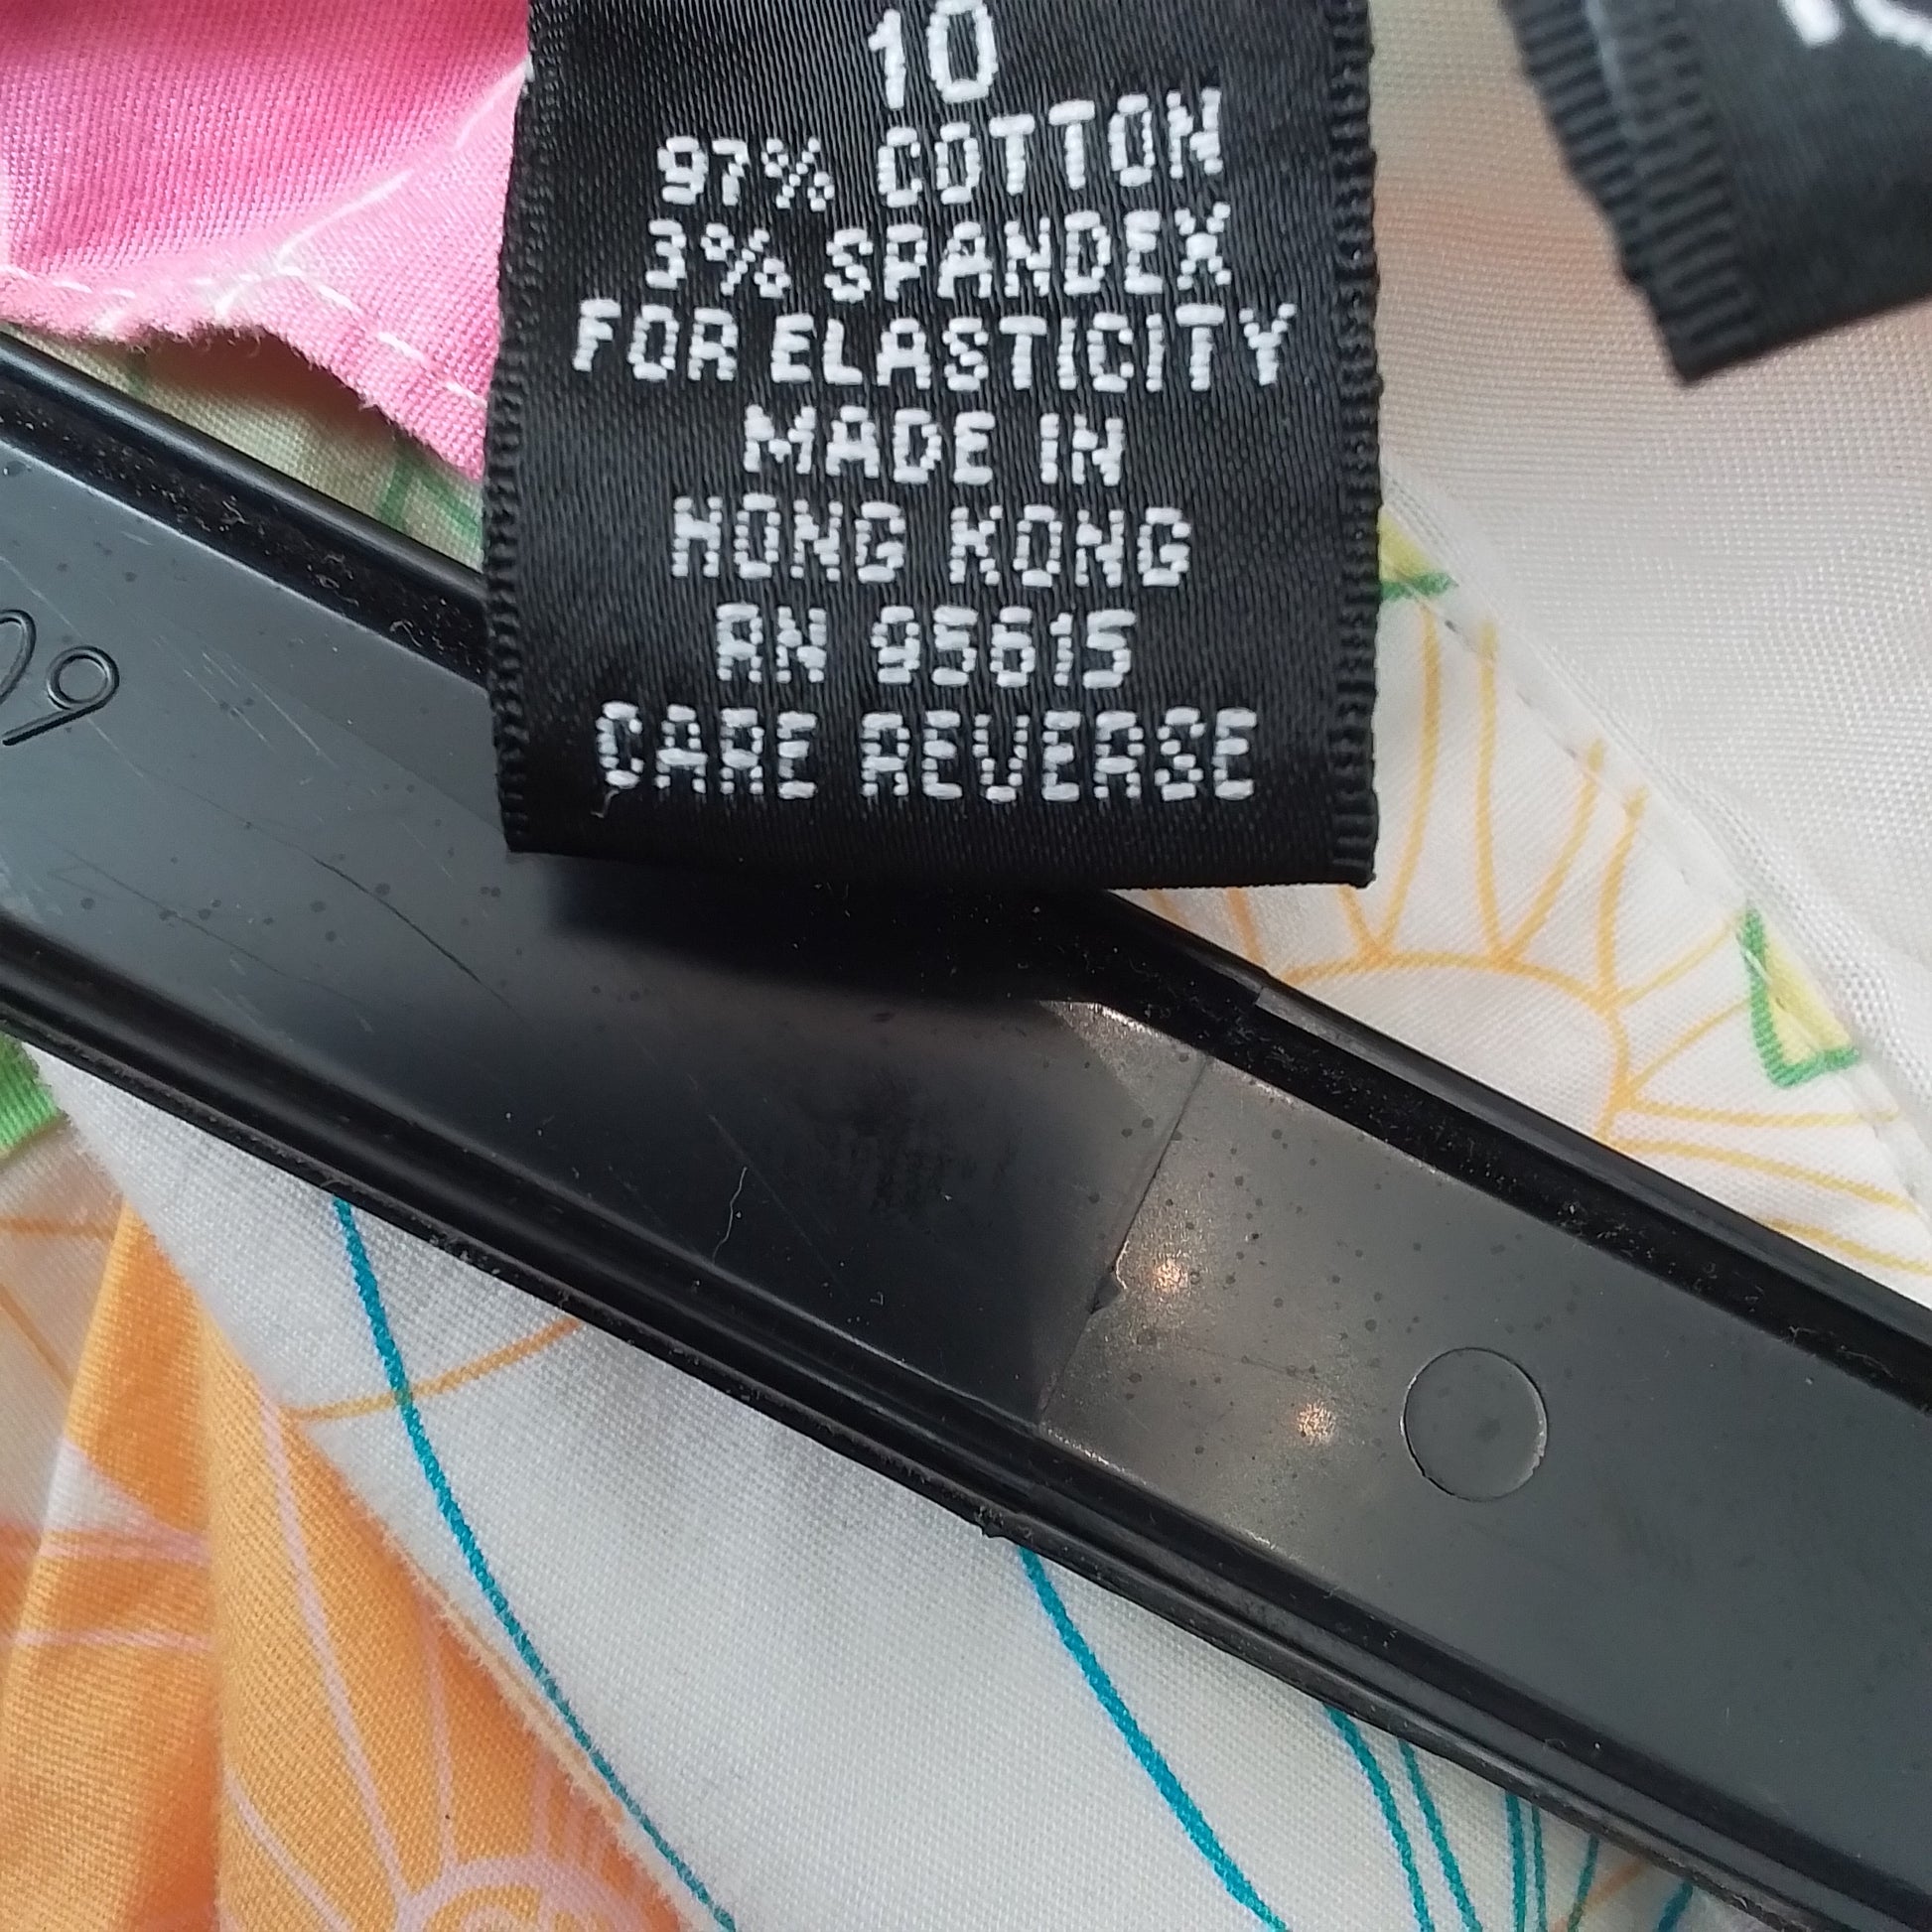 10
97% COTTON
3% SPANDEX
FOR ELASTICITY
MADE IN
HONG KONG
RN 95615
CARE REVERSE